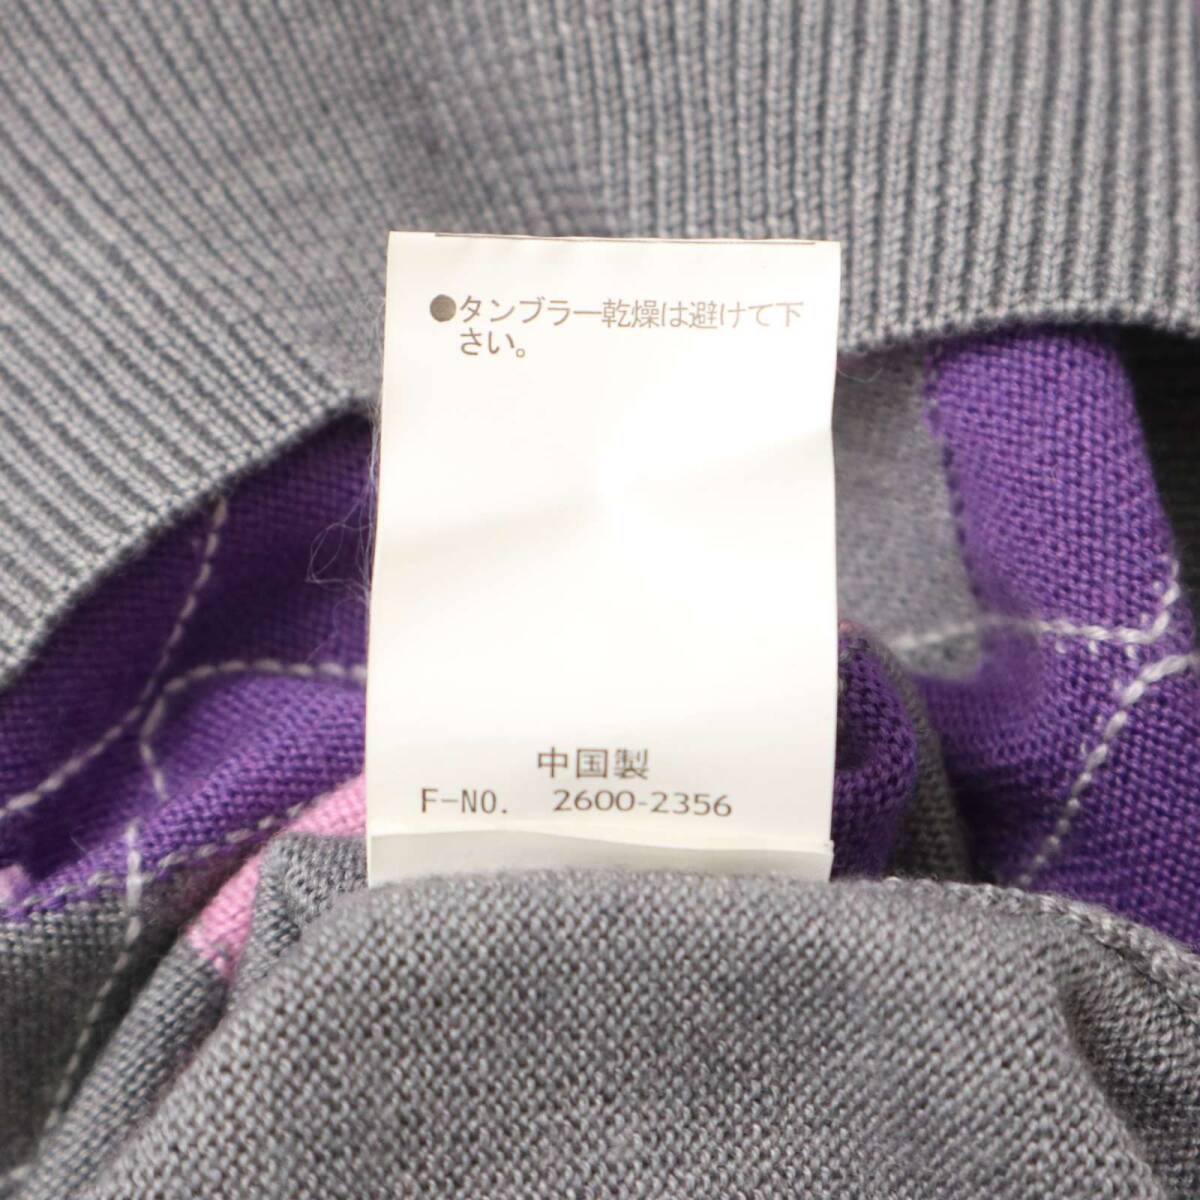 ●タンブラー乾燥は避けて下
さい。
中国製
F-NO. 2600-2356